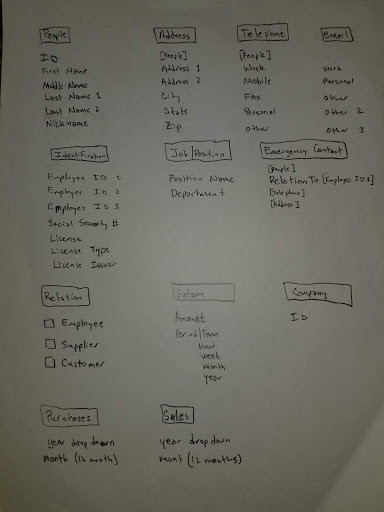 People
ID
First Name
Middle Name
Last Name 1
Last Name 2
Nickname
Address
[People]
Address 1
Address 2
City
State
Zip
Telephone
[People]
Work
Mobile
Fax
Personal
other
email
work
Personal
other
other 2
other 3
Identification
Employee ID 1
Employer ID 2
Employer ID 3
Social Security #
License
License Type
License Issuer
Job/Position
Position Name
Department
Emergency Contact
[People]
Relation To [Employee ID 1]
[Telephone]
[Address]
Relation
Employee
Supplier
Customer
Salary
Amount
Period/Term
Hour
week
Month
year
Company
ID
Purchases
year drop down
Month (12 month)
Sales
year drop down
mont (12 months)